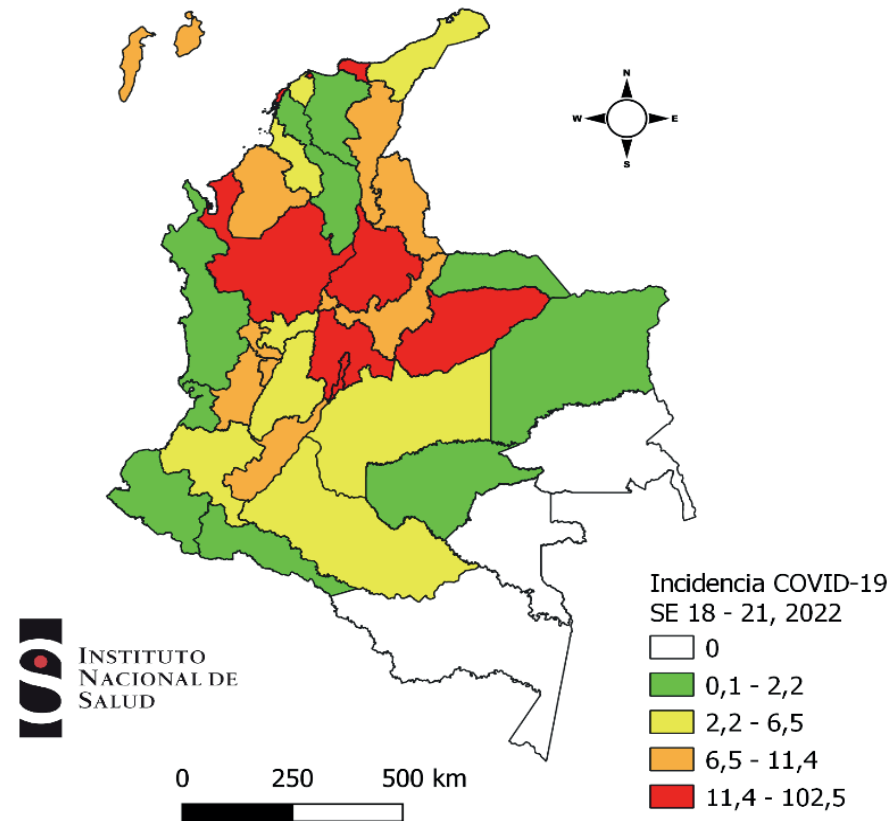 N
W E
S
Incidencia COVID-19
SE 18 - 21, 2022
0
0,1 - 2,2
2,2 - 6,5
6,5 - 11,4
11,4 - 102,5
INSTITUTO
NACIONAL DE
SALUD
0 250 500 km